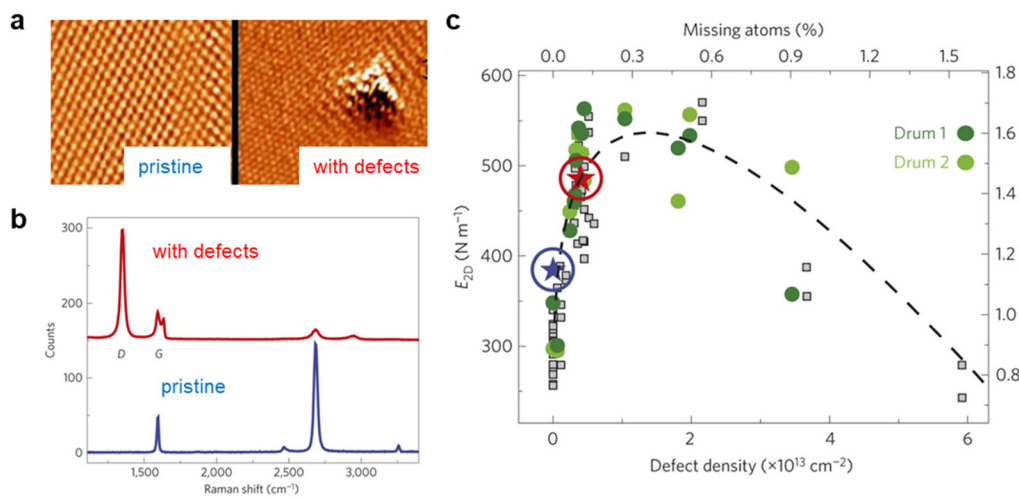 a
pristine
with defects
b
300
200
100
0
Counts
with defects
D
G
pristine
1,500
2,000
2,500
3,000
Raman shift (cm⁻¹)
c
Missing atoms (%)
0.0
0.3
0.6
0.9
1.2
1.5
600
500
400
300
E2D (N m⁻¹)
1.8
1.6
1.4
1.2
1.0
0.8
Drum 1
Drum 2
0
2
4
6
Defect density (×10¹³ cm⁻²)